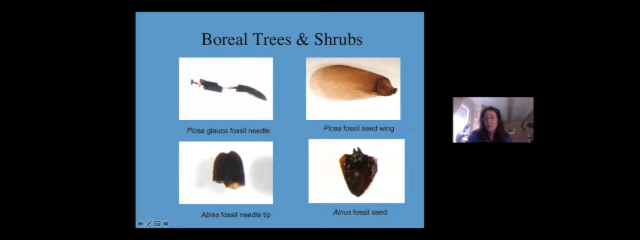 Boreal Trees & Shrubs
Picea glauca fossil needle
Picea fossil seed wing
Abies fossil needle tip
Alnus fossil seed